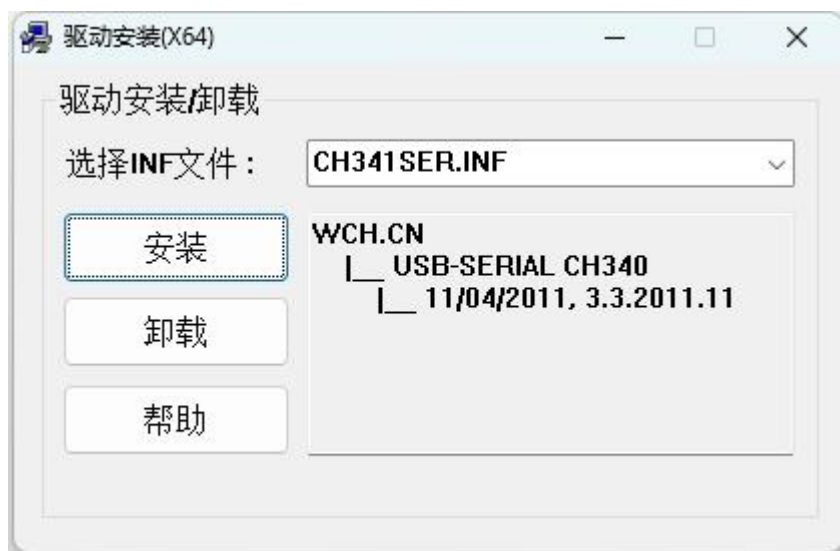 驱动安装(X64)
驱动安装/卸载
选择INF文件：
CH341SER.INF
安装
WCH.CN
|__ USB-SERIAL CH340
|__ 11/04/2011, 3.3.2011.11
卸载
帮助